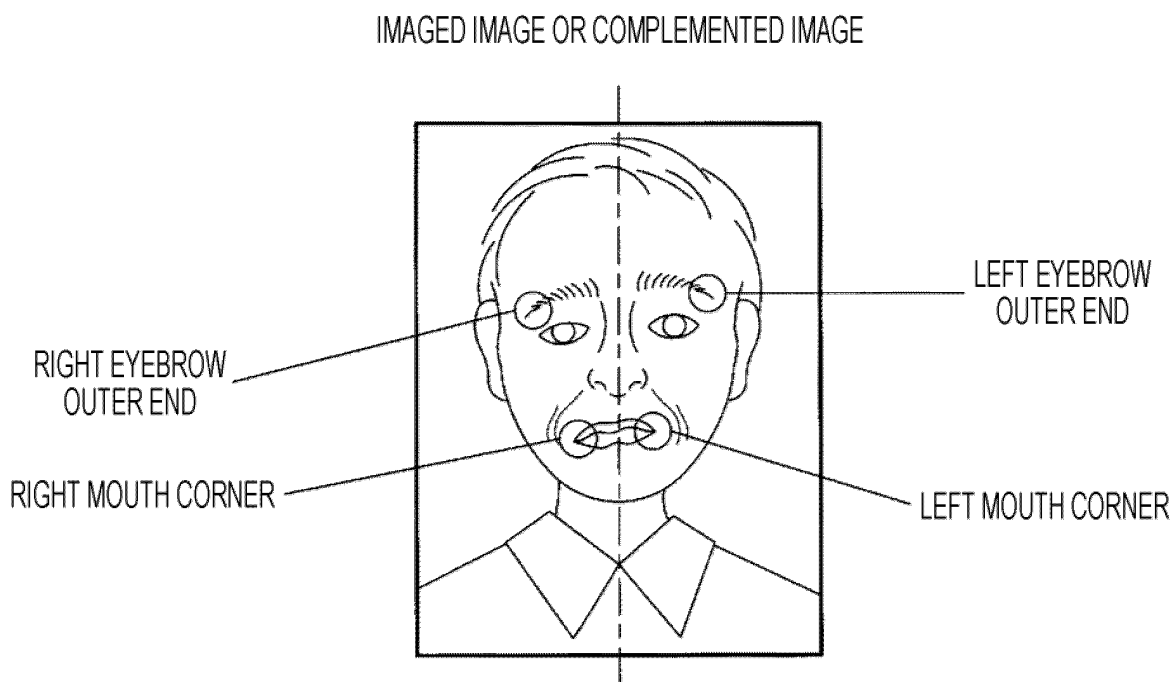 IMAGED IMAGE OR COMPLEMENTED IMAGE
LEFT EYEBROW
OUTER END
RIGHT EYEBROW
OUTER END
RIGHT MOUTH CORNER
LEFT MOUTH CORNER